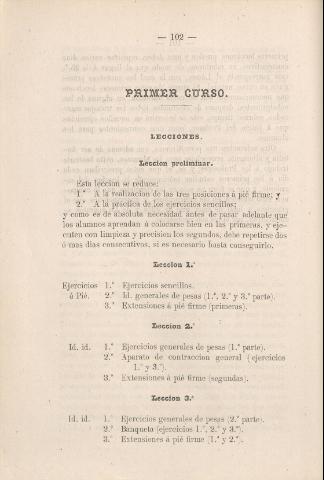 — 102 —
PRIMER CURSO.
LECCIONES.
Leccion preliminar.
Esta leccion se reduce:
1.° A la realizacion de las tres posiciones á pié firme; y
2.° A la práctica de los ejercicios sencillos;
y como es de absoluta necesidad ántes de pasar adelante que
los alumnos aprendan á colocarse bien en las primeras, y eje-
cuten con limpieza y precision los segundos, debe repetirse dos
ó mas dias consecutivos, si es necesario hasta conseguirlo.
Leccion 1.ª
Ejercicios 1.° Ejercicios sencillos.
á Pié. 2.° Id. generales de pesas (1.ª, 2.ª y 3.ª parte).
3.° Extensiones á pié firme (primeras).
Leccion 2.ª
Id. id. 1.° Ejercicios generales de pesas (1.ª parte).
2.° Aparato de contraccion general (ejercicios
1.° y 3.°).
3.° Extensiones á pié firme (segundas).
Leccion 3.ª
Id. id. 1.° Ejercicios generales de pesas (2.ª parte).
2.° Banqueta (ejercicios 1.°, 2.° y 3.°).
3.° Extensiones á pié firme (1.ª y 2.ª).